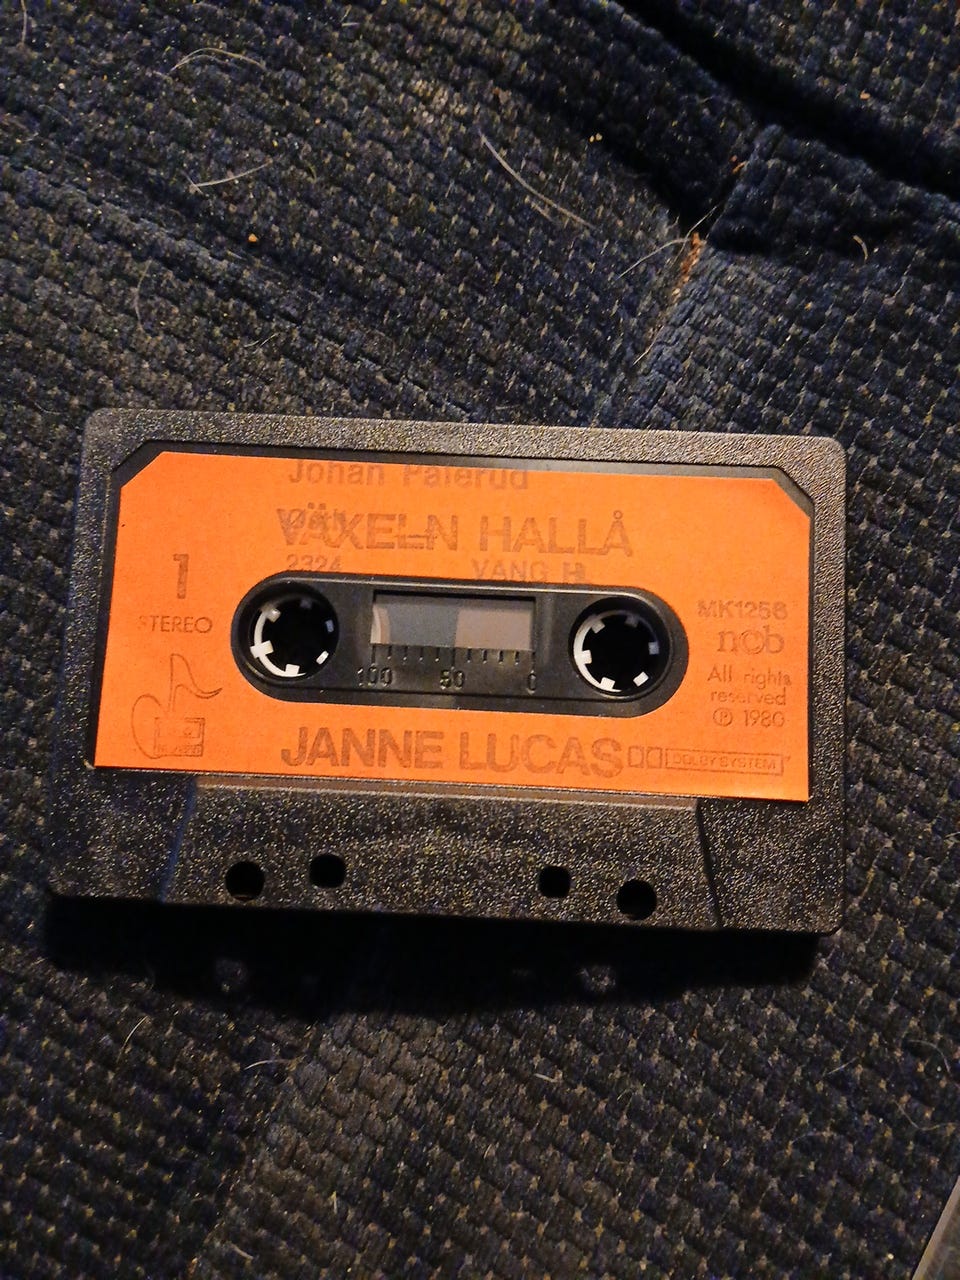 Johan Paferud
VÄXELN HALLÅ
2324 VANG H.
1
STEREO
100 50 0
MK1256
ncb
All rights
reserved
℗ 1980
JANNE LUCAS
DOLBY SYSTEM